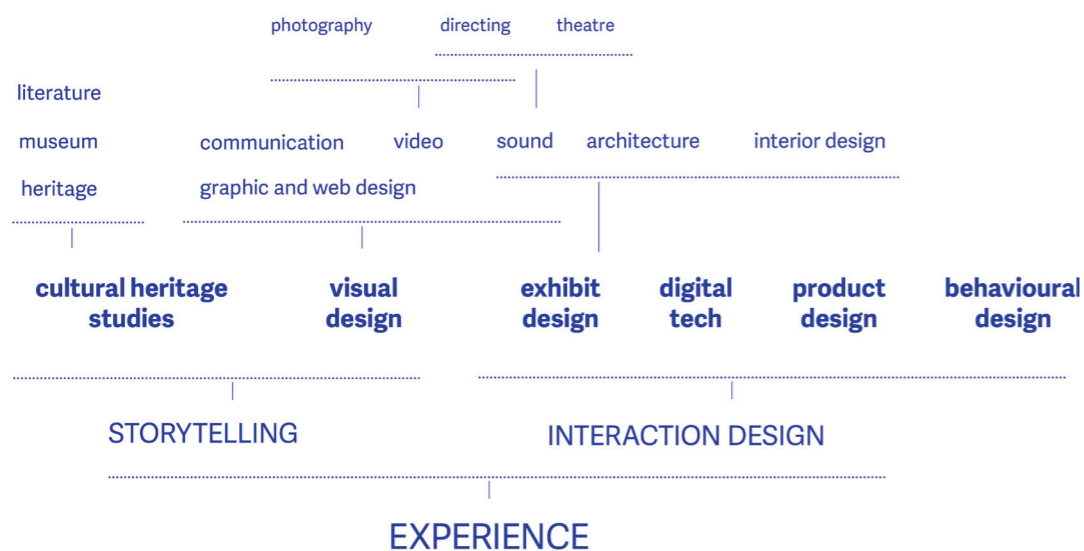 photography directing theatre
literature
museum communication video sound architecture interior design
heritage graphic and web design
cultural heritage visual exhibit digital product behavioural
studies design design tech design design
STORYTELLING INTERACTION DESIGN
EXPERIENCE